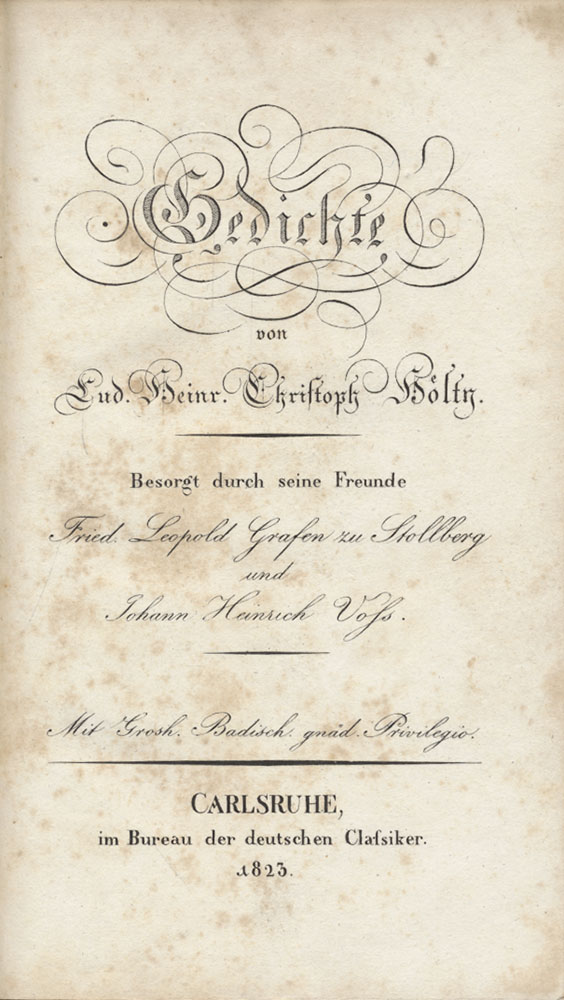 Gedichte
von
Lud. Heinr. Chriſtoph Hölty.
Besorgt durch seine Freunde
Fried. Leopold Grafen zu Stollberg
und
Johann Heinrich Voſs.
Mit Grosh. Badisch. gnäd. Privilegio.
CARLSRUHE,
im Bureau der deutschen Claſsiker.
1823.